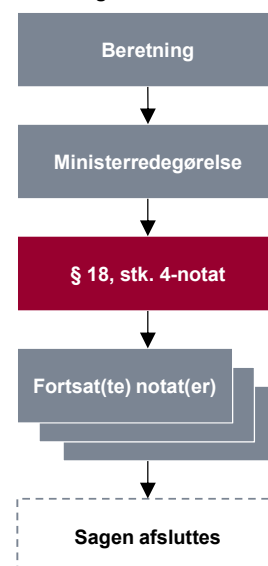 Beretning
Ministerredegørelse
§ 18, stk. 4-notat
Fortsat(te) notat(er)
Sagen afsluttes